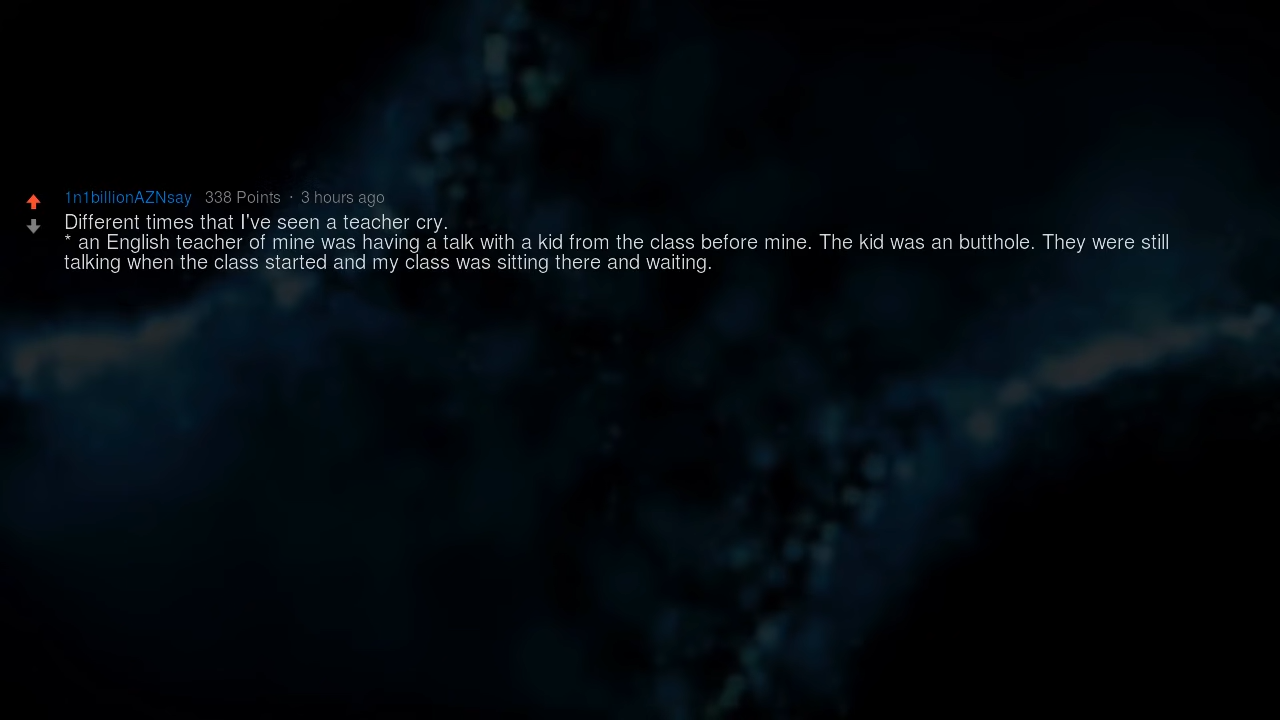 1n1billionAZNsay 338 Points · 3 hours ago
Different times that I've seen a teacher cry.
* an English teacher of mine was having a talk with a kid from the class before mine. The kid was an butthole. They were still
talking when the class started and my class was sitting there and waiting.